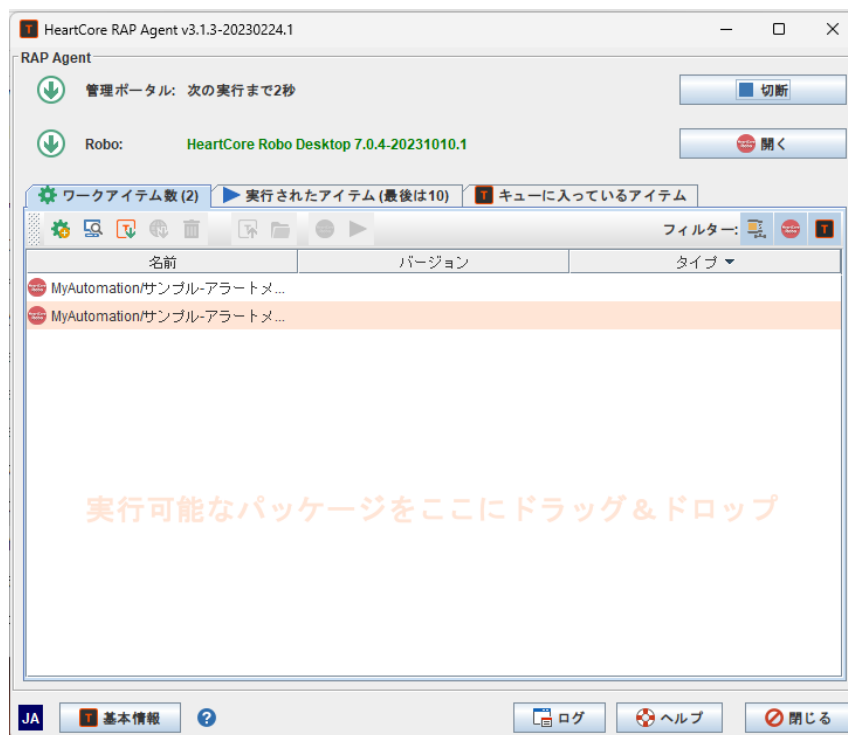 HeartCore RAP Agent v3.1.3-20230224.1
RAP Agent
管理ポータル: 次の実行まで2秒
切断
Robo: HeartCore Robo Desktop 7.0.4-20231010.1
開く
ワークアイテム数 (2) 実行されたアイテム (最後は10) キューに入っているアイテム
フィルター:
名前 バージョン タイプ
MyAutomation/サンプル-アラートメ...
MyAutomation/サンプル-アラートメ...
実行可能なパッケージをここにドラッグ＆ドロップ
JA 基本情報 ? ログ ヘルプ 閉じる